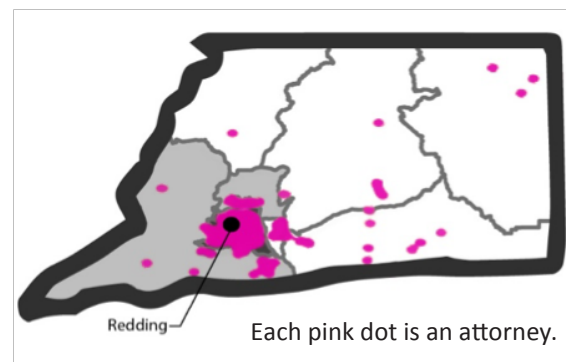 Redding
Each pink dot is an attorney.